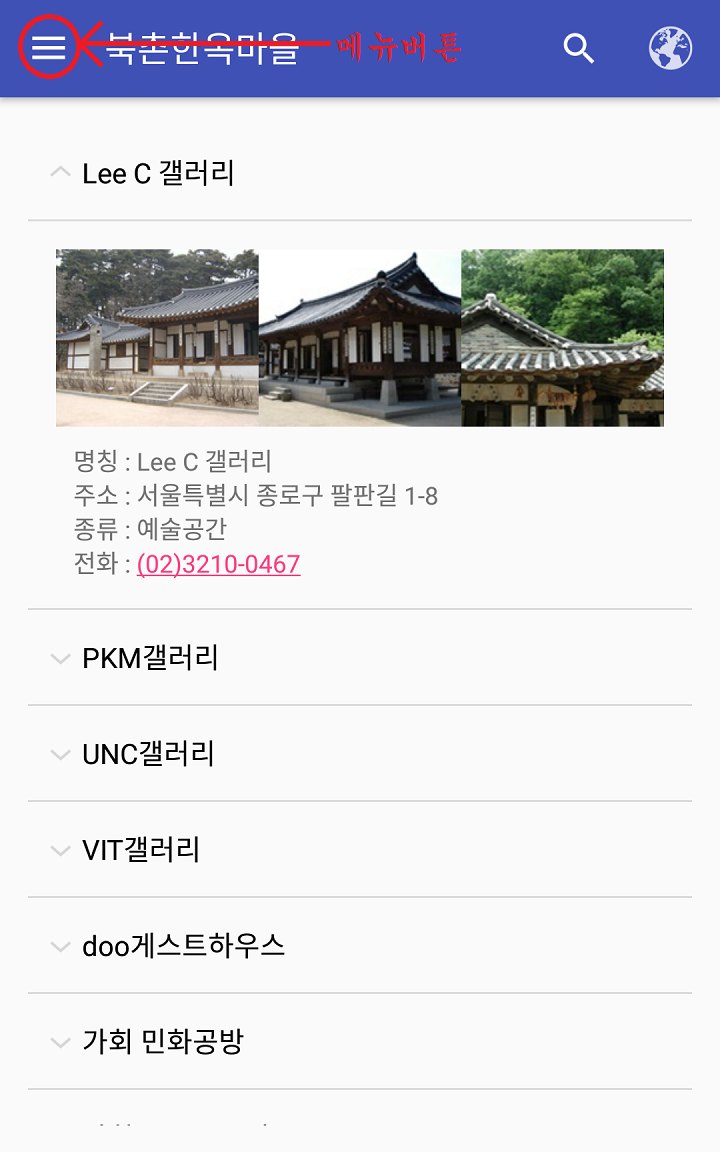 북촌한옥마을 메뉴버튼
Lee C 갤러리
명칭 : Lee C 갤러리
주소 : 서울특별시 종로구 팔판길 1-8
종류 : 예술공간
전화 : (02)3210-0467
PKM갤러리
UNC갤러리
VIT갤러리
doo게스트하우스
가회 민화공방